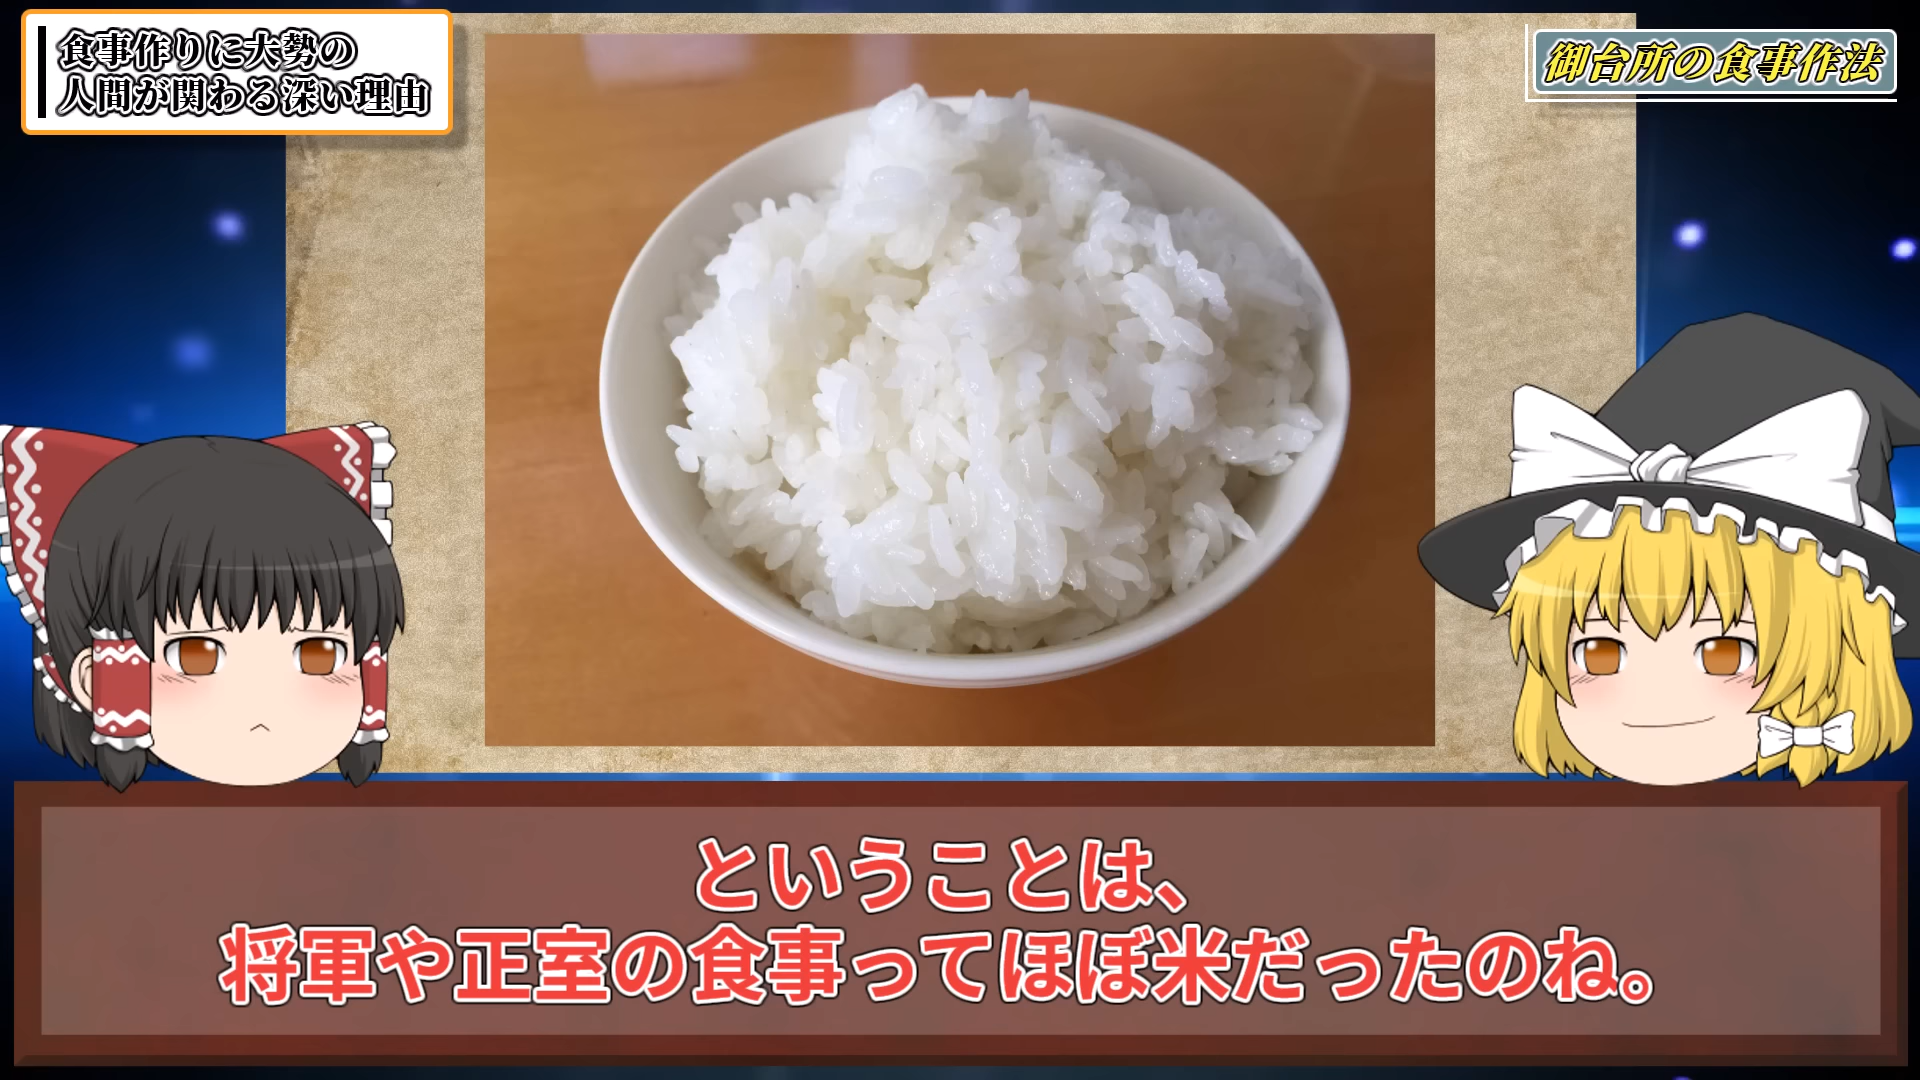 食事作りに大勢の
人間が関わる深い理由
御台所の食事作法
ということは、
将軍や正室の食事ってほぼ米だったのね。